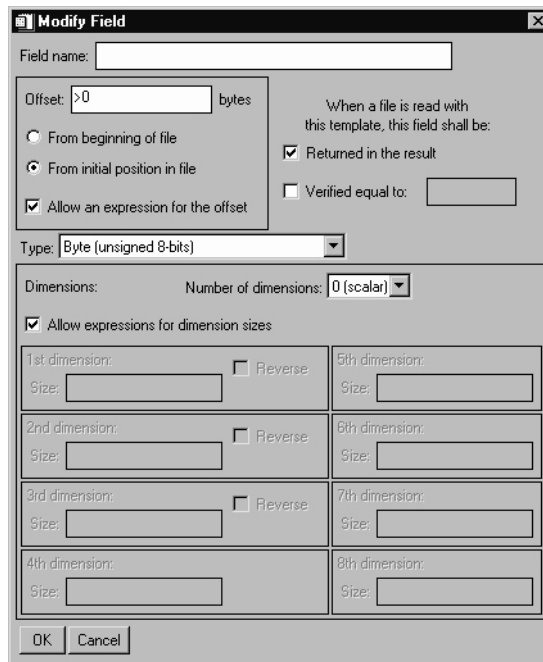 Modify Field
Field name:
Offset: >0 bytes
From beginning of file
From initial position in file
Allow an expression for the offset
When a file is read with
this template, this field shall be:
Returned in the result
Verified equal to:
Type: Byte (unsigned 8-bits)
Dimensions: Number of dimensions: 0 (scalar)
Allow expressions for dimension sizes
1st dimension: Reverse
Size:
5th dimension:
Size:
2nd dimension: Reverse
Size:
6th dimension:
Size:
3rd dimension: Reverse
Size:
7th dimension:
Size:
4th dimension:
Size:
8th dimension:
Size:
OK Cancel